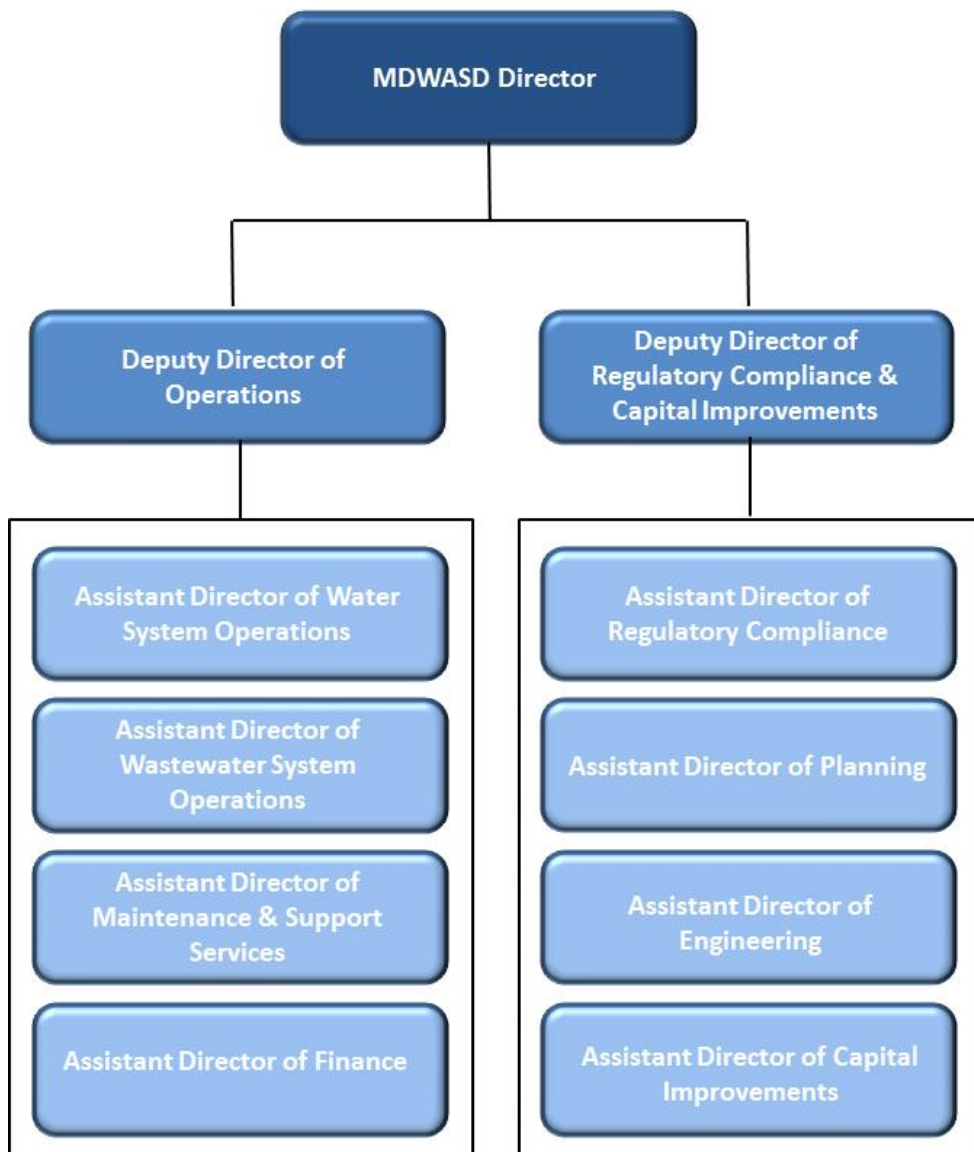 MDWASD Director
Deputy Director of
Operations
Deputy Director of
Regulatory Compliance &
Capital Improvements
Assistant Director of Water
System Operations
Assistant Director of
Wastewater System
Operations
Assistant Director of
Maintenance & Support
Services
Assistant Director of Finance
Assistant Director of
Regulatory Compliance
Assistant Director of Planning
Assistant Director of
Engineering
Assistant Director of Capital
Improvements